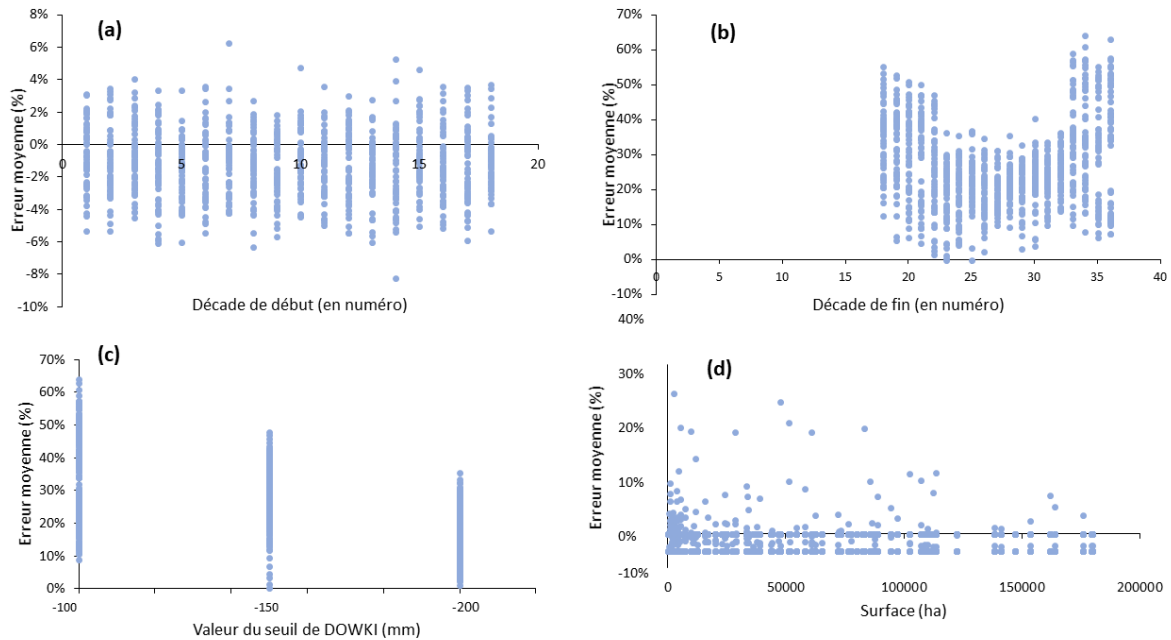 (a)
8%
6%
4%
2%
0%
-2%
-4%
-6%
-8%
-10%
0 5 10 15 20
Erreur moyenne (%)
Décade de début (en numéro)
(b)
70%
60%
50%
40%
30%
20%
10%
0%
-10%
0 5 10 15 20 25 30 35 40
Erreur moyenne (%)
Décade de fin (en numéro)
(c)
70%
60%
50%
40%
30%
20%
10%
0%
-100 -150 -200
Erreur moyenne (%)
Valeur du seuil de DOWKI (mm)
(d)
40%
30%
20%
10%
0%
-10%
0 50000 100000 150000 200000
Erreur moyenne (%)
Surface (ha)